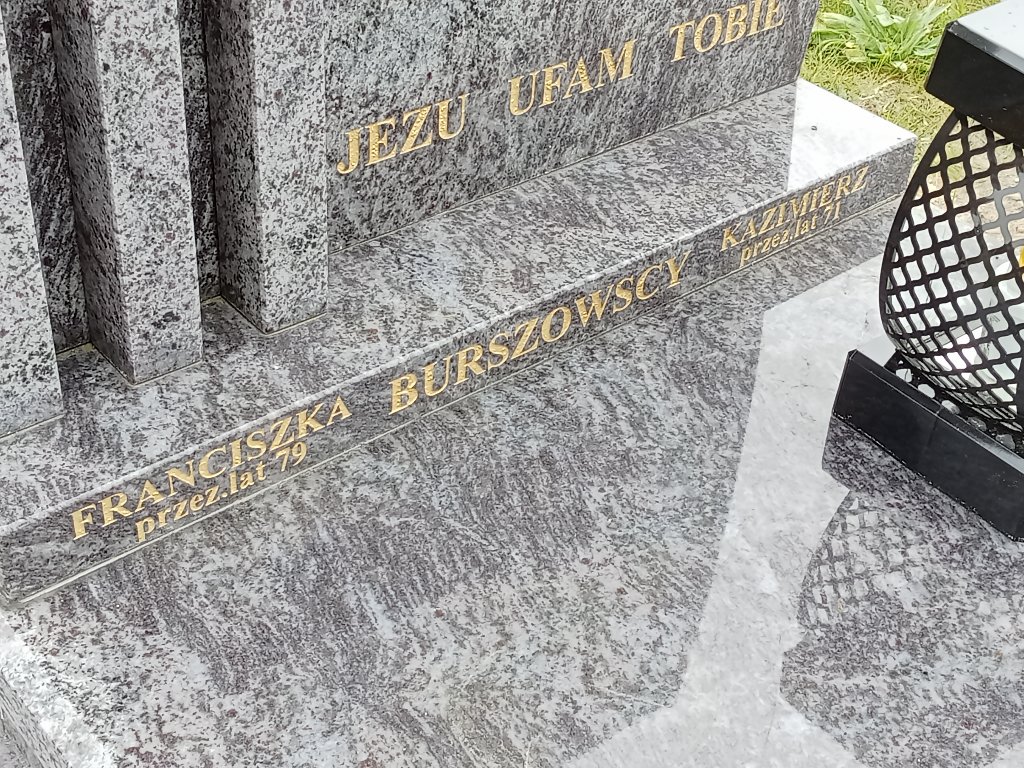 JEZU UFAM TOBIE
FRANCISZKA BURSZOWSCY KAZIMIERZ
przez.lat 79 przez.lat 71